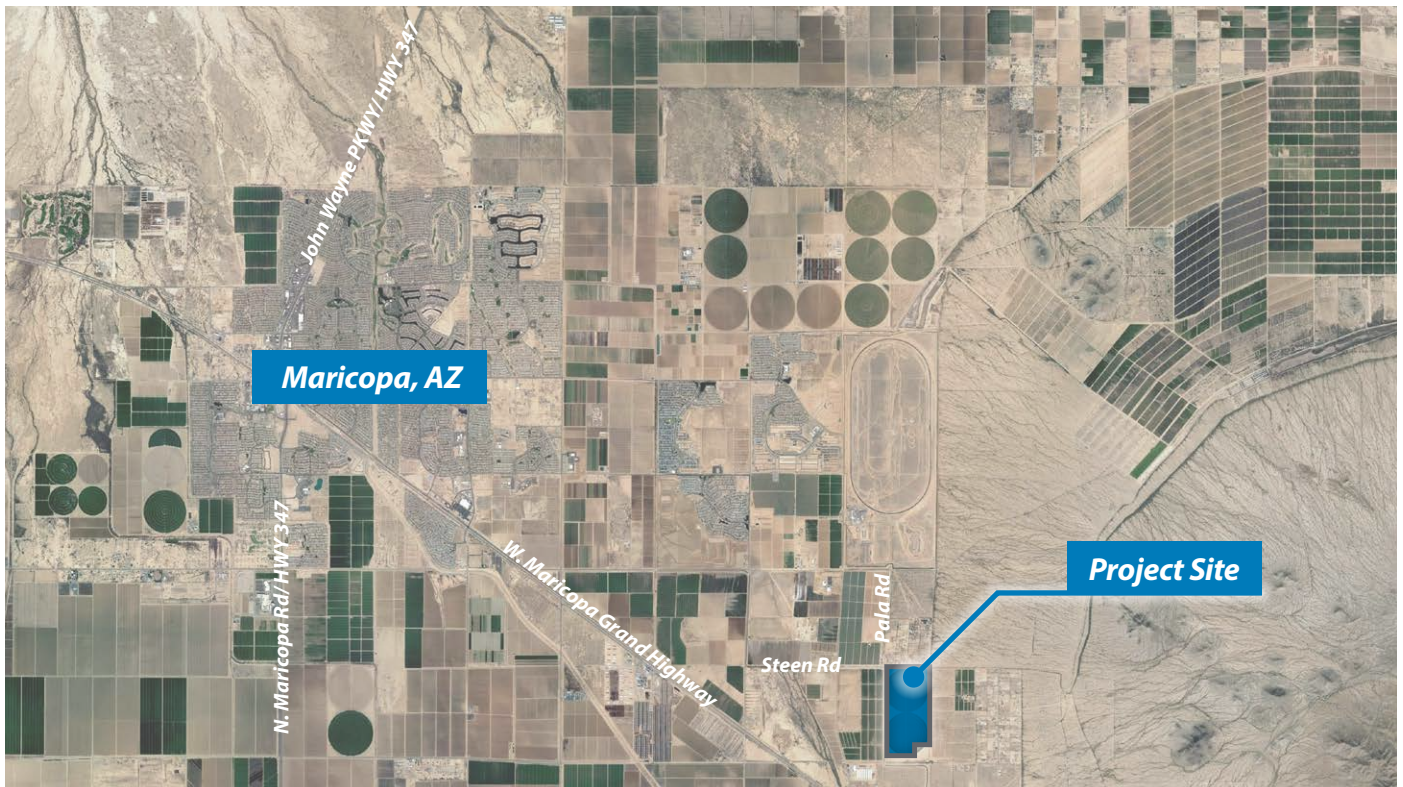 John Wayne PKWY/ HWY 347
Maricopa, AZ
N. Maricopa Rd/ HWY 347
W. Maricopa Grand Highway
Pala Rd
Project Site
Steen Rd